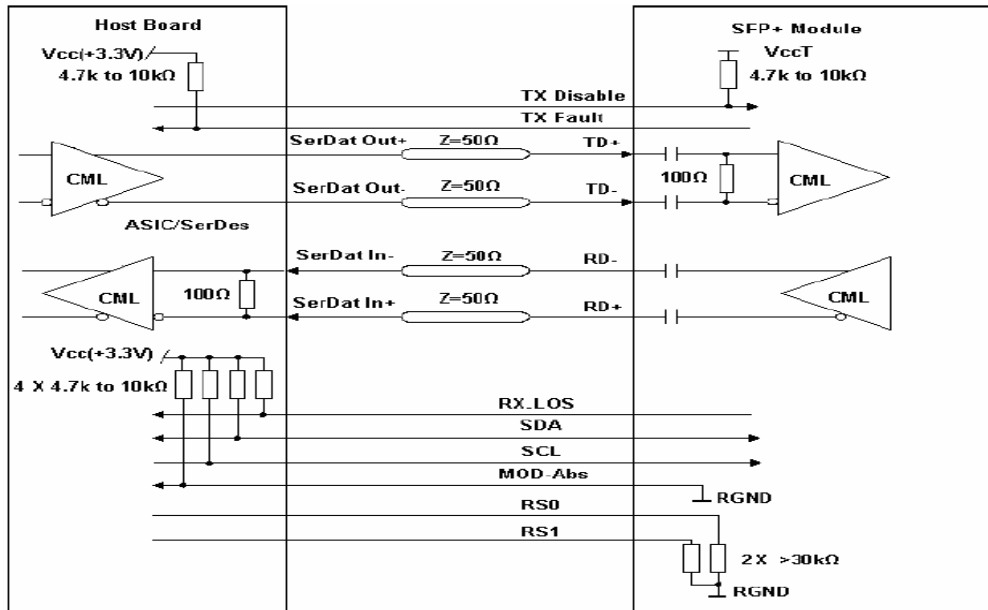 Host Board
SFP+ Module
Vcc(+3.3V)
4.7k to 10kΩ
VccT
4.7k to 10kΩ
TX Disable
TX Fault
SerDat Out+
Z=50Ω
TD+
CML
100Ω
CML
SerDat Out-
Z=50Ω
TD-
ASIC/SerDes
SerDat In-
Z=50Ω
RD-
CML
100Ω
CML
SerDat In+
Z=50Ω
RD+
Vcc(+3.3V)
4 X 4.7k to 10kΩ
RX_LOS
SDA
SCL
MOD-Abs
RGND
RS0
RS1
2 X >30kΩ
RGND